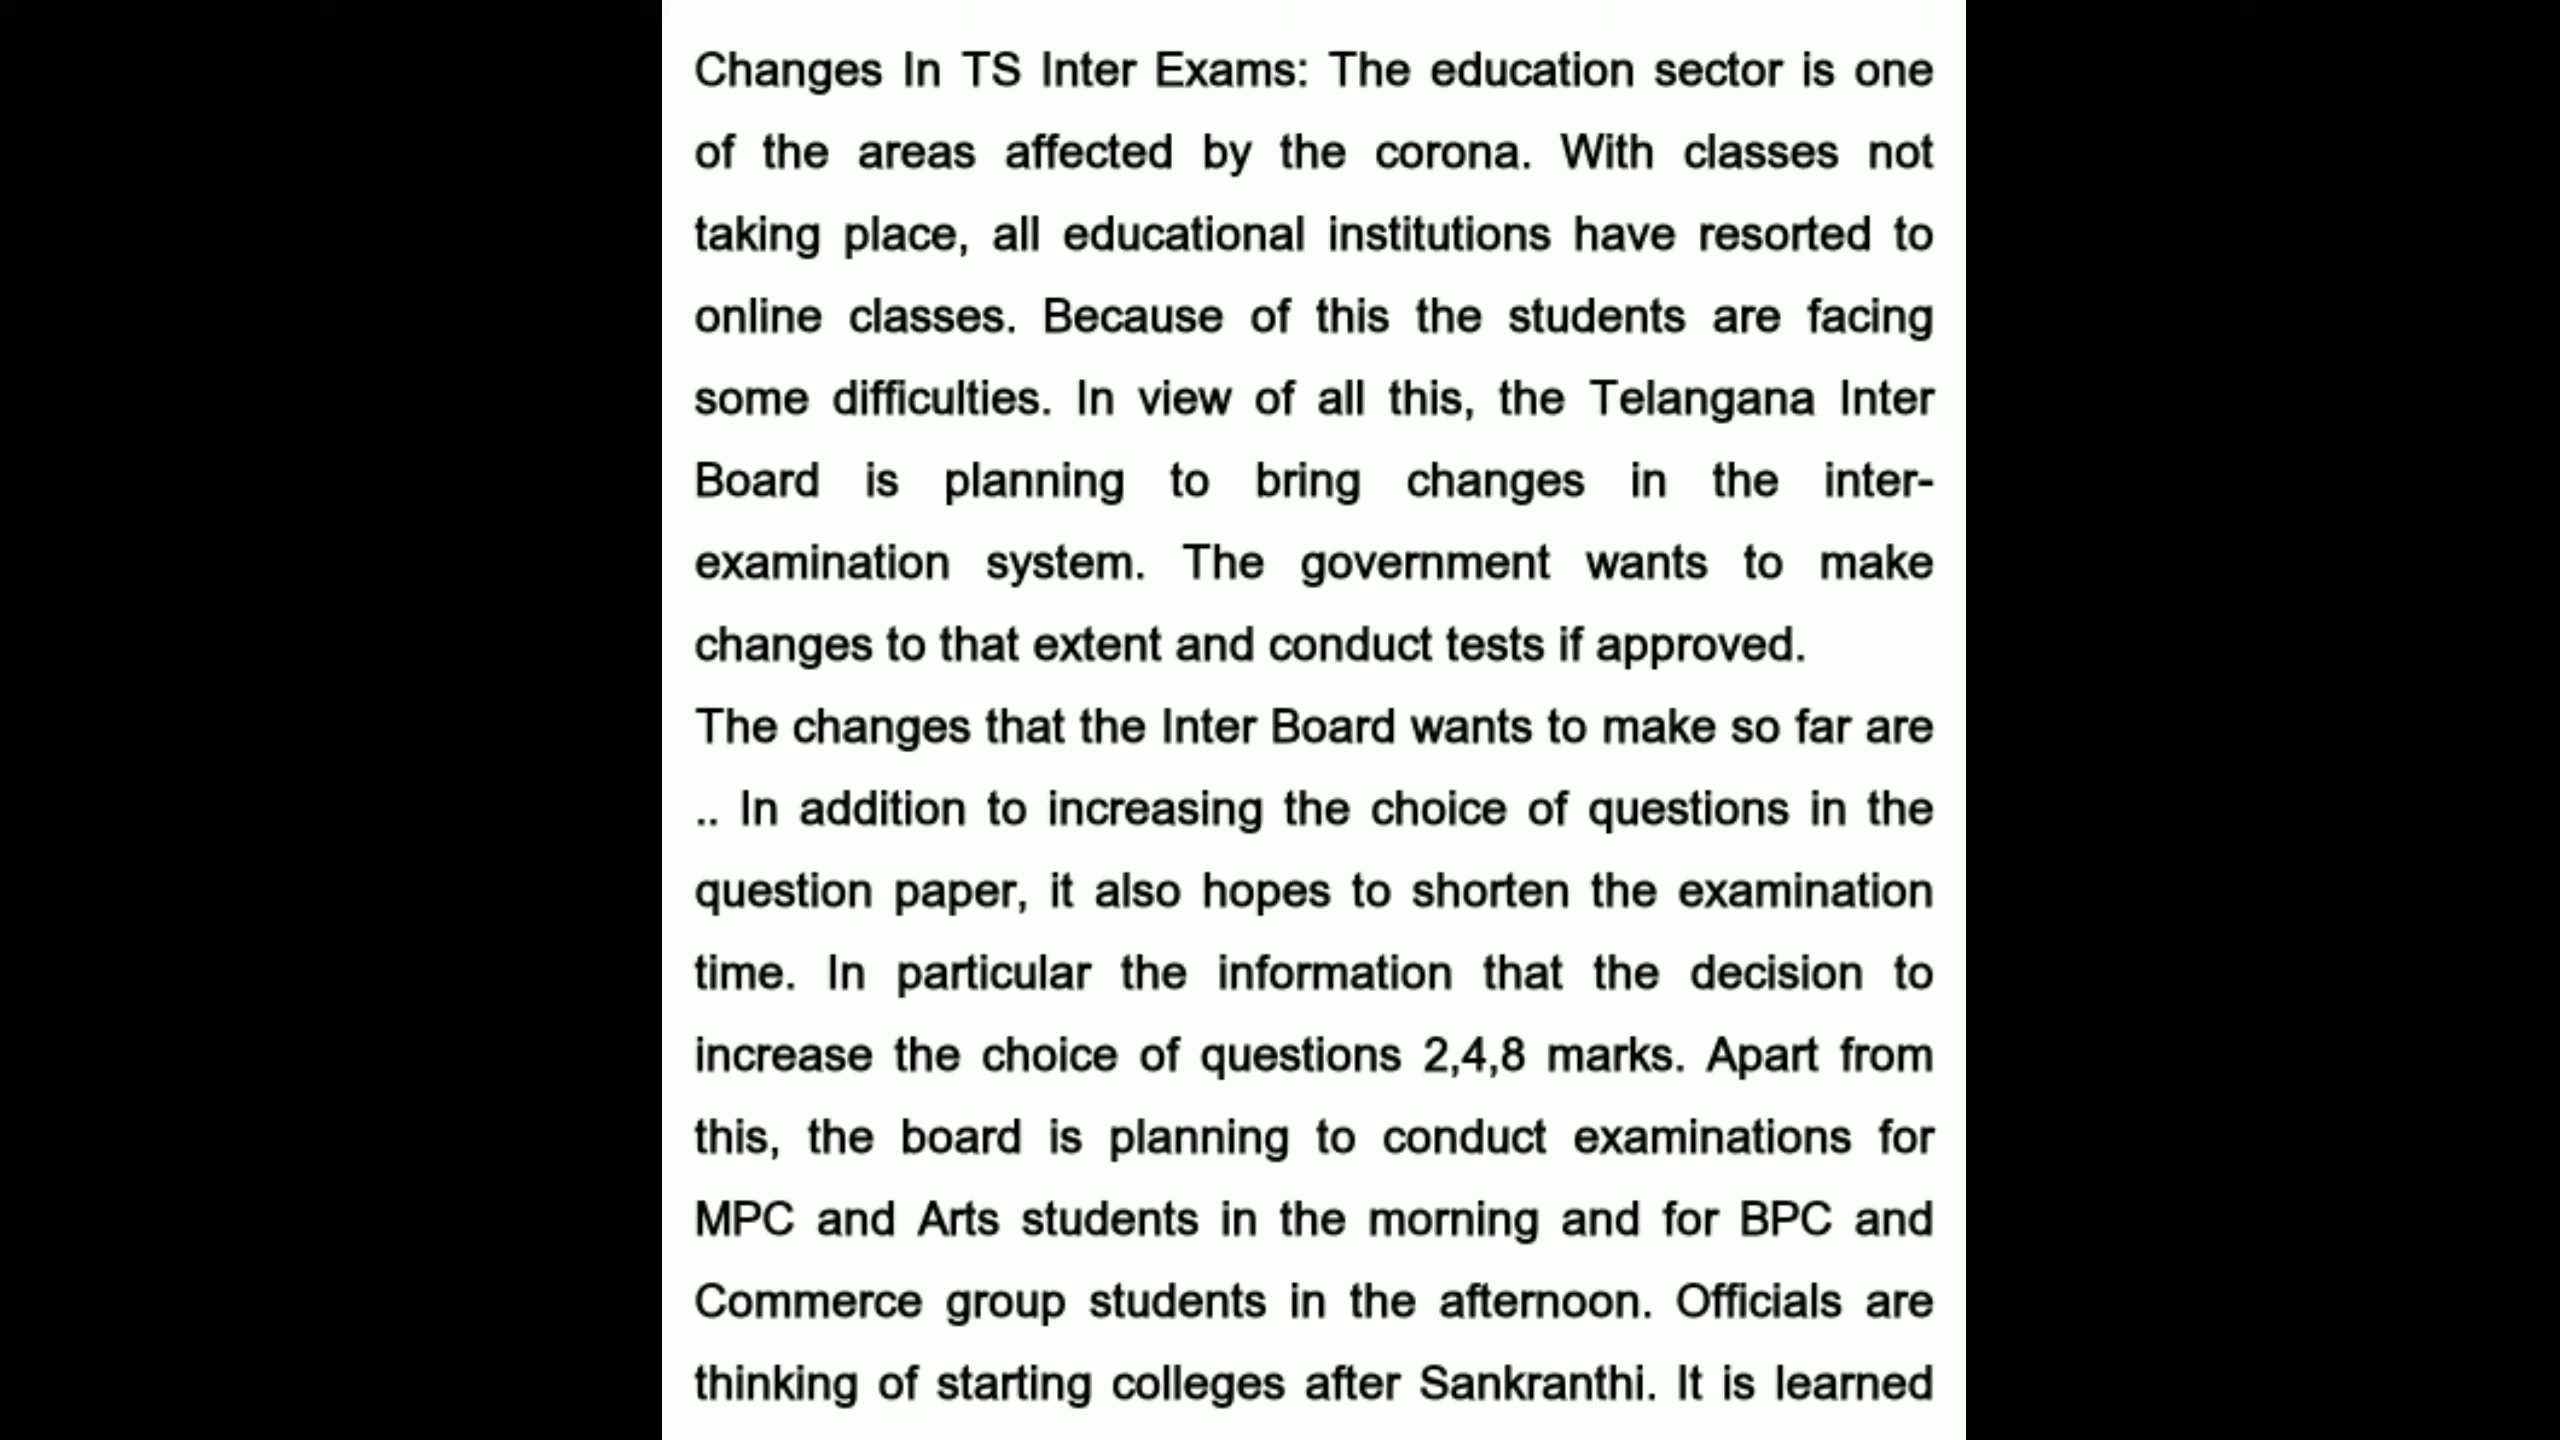 Changes In TS Inter Exams: The education sector is one
of the areas affected by the corona. With classes not
taking place, all educational institutions have resorted to
online classes. Because of this the students are facing
some difficulties. In view of all this, the Telangana Inter
Board is planning to bring changes in the inter-
examination system. The government wants to make
changes to that extent and conduct tests if approved.
The changes that the Inter Board wants to make so far are
.. In addition to increasing the choice of questions in the
question paper, it also hopes to shorten the examination
time. In particular the information that the decision to
increase the choice of questions 2,4,8 marks. Apart from
this, the board is planning to conduct examinations for
MPC and Arts students in the morning and for BPC and
Commerce group students in the afternoon. Officials are
thinking of starting colleges after Sankranthi. It is learned